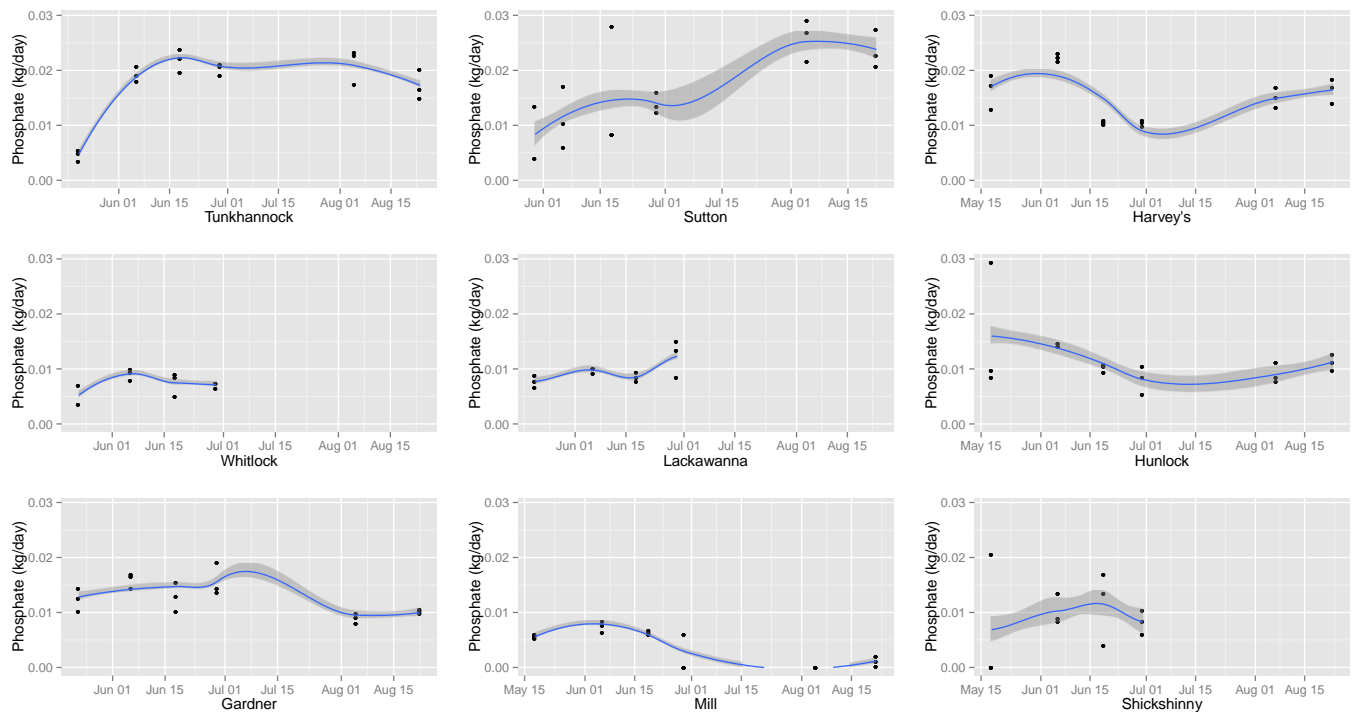 0.03
0.02
0.01
0.00
Phosphate (kg/day)
Jun 01 Jun 15 Jul 01 Jul 15 Aug 01 Aug 15
Tunkhannock
0.03
0.02
0.01
0.00
Phosphate (kg/day)
Jun 01 Jun 15 Jul 01 Jul 15 Aug 01 Aug 15
Sutton
0.03
0.02
0.01
0.00
Phosphate (kg/day)
May 15 Jun 01 Jun 15 Jul 01 Jul 15 Aug 01 Aug 15
Harvey's
0.03
0.02
0.01
0.00
Phosphate (kg/day)
Jun 01 Jun 15 Jul 01 Jul 15 Aug 01 Aug 15
Whitlock
0.03
0.02
0.01
0.00
Phosphate (kg/day)
Jun 01 Jun 15 Jul 01 Jul 15 Aug 01 Aug 15
Lackawanna
0.03
0.02
0.01
0.00
Phosphate (kg/day)
May 15 Jun 01 Jun 15 Jul 01 Jul 15 Aug 01 Aug 15
Hunlock
0.03
0.02
0.01
0.00
Phosphate (kg/day)
Jun 01 Jun 15 Jul 01 Jul 15 Aug 01 Aug 15
Gardner
0.03
0.02
0.01
0.00
Phosphate (kg/day)
May 15 Jun 01 Jun 15 Jul 01 Jul 15 Aug 01 Aug 15
Mill
0.03
0.02
0.01
0.00
Phosphate (kg/day)
May 15 Jun 01 Jun 15 Jul 01 Jul 15 Aug 01 Aug 15
Shickshinny